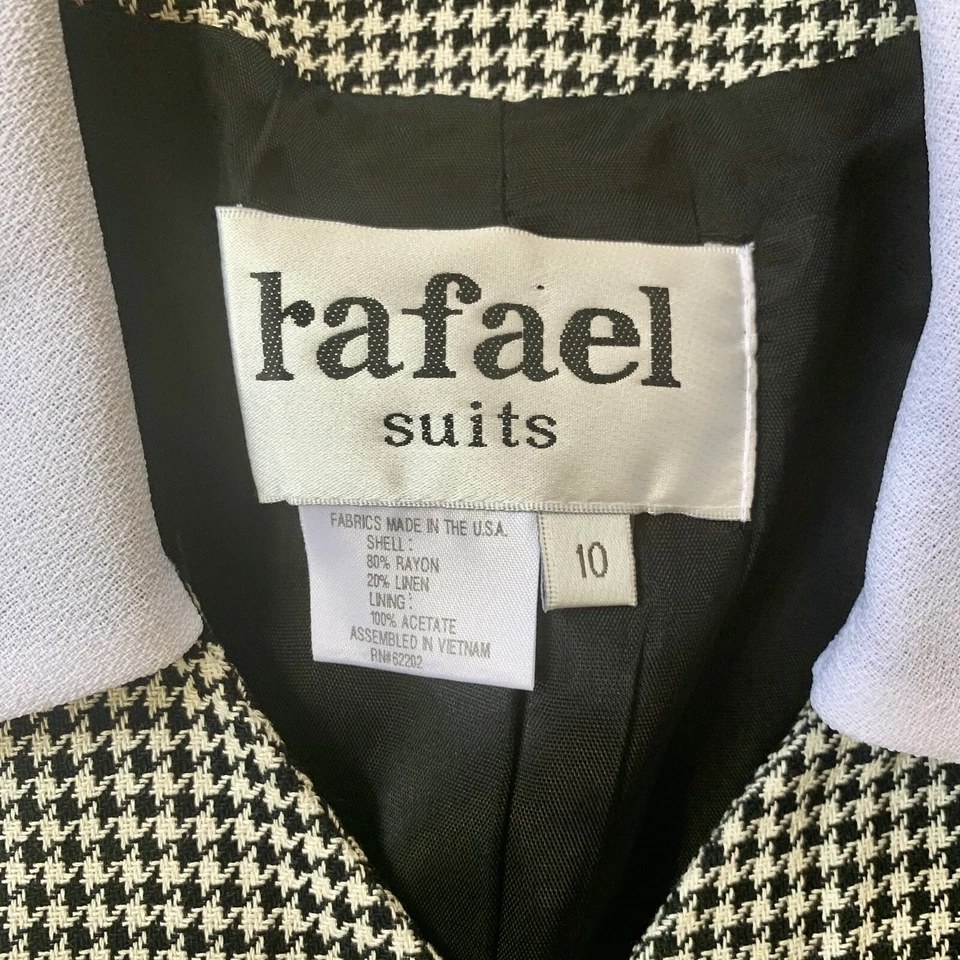 rafael
suits
FABRICS MADE IN THE U.S.A.
SHELL:
80% RAYON
20% LINEN
LINING:
100% ACETATE
ASSEMBLED IN VIETNAM
RN#62202
10